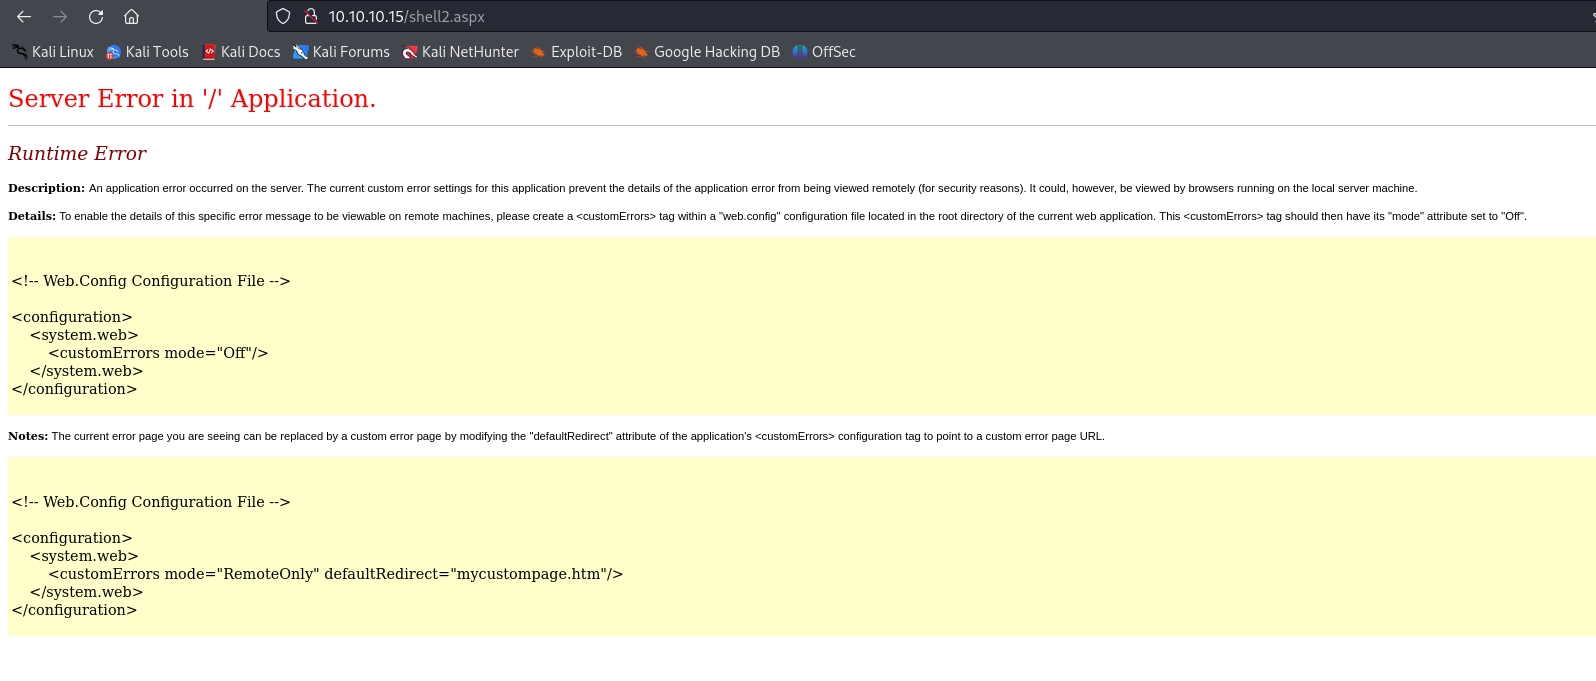 10.10.10.15/shell2.aspx
Kali Linux Kali Tools Kali Docs Kali Forums Kali NetHunter Exploit-DB Google Hacking DB OffSec
Server Error in '/' Application.
Runtime Error
Description: An application error occurred on the server. The current custom error settings for this application prevent the details of the application error from being viewed remotely (for security reasons). It could, however, be viewed by browsers running on the local server machine.
Details: To enable the details of this specific error message to be viewable on remote machines, please create a <customErrors> tag within a "web.config" configuration file located in the root directory of the current web application. This <customErrors> tag should then have its "mode" attribute set to "Off".
<!-- Web.Config Configuration File -->
<configuration>
    <system.web>
        <customErrors mode="Off"/>
    </system.web>
</configuration>
Notes: The current error page you are seeing can be replaced by a custom error page by modifying the "defaultRedirect" attribute of the application's <customErrors> configuration tag to point to a custom error page URL.
<!-- Web.Config Configuration File -->
<configuration>
    <system.web>
        <customErrors mode="RemoteOnly" defaultRedirect="mycustompage.htm"/>
    </system.web>
</configuration>